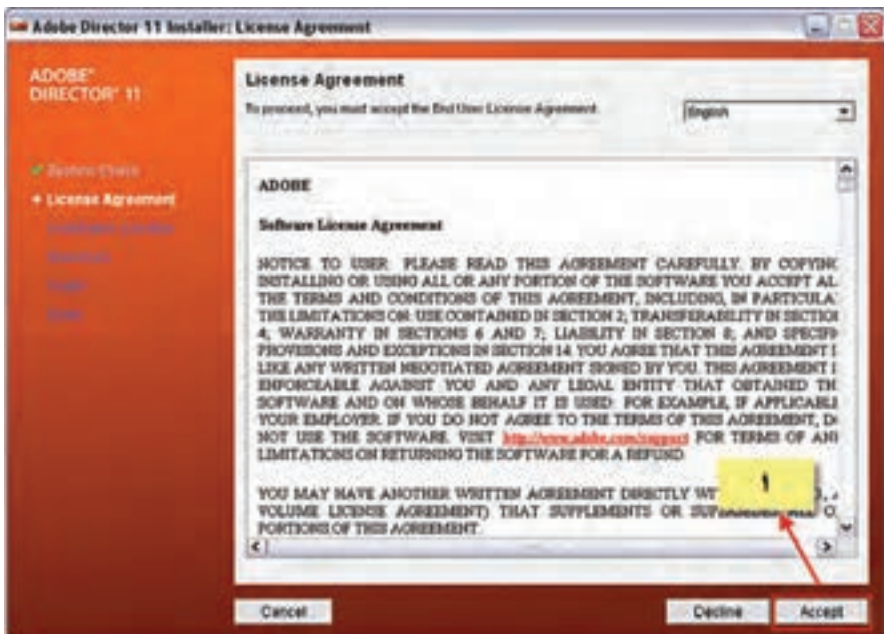 Adobe Director 11 Installer: License Agreement
ADOBE®
DIRECTOR® 11
System Check
License Agreement
License Agreement
To proceed, you must accept the End User License Agreement
English
ADOBE
Software License Agreement
NOTICE TO USER: PLEASE READ THIS AGREEMENT CAREFULLY. BY COPYING
INSTALLING OR USING ALL OR ANY PORTION OF THE SOFTWARE YOU ACCEPT AL
THE TERMS AND CONDITIONS OF THIS AGREEMENT, INCLUDING, IN PARTICULA
THE LIMITATIONS ON: USE CONTAINED IN SECTION 2; TRANSFERABILITY IN SECTION
4; WARRANTY IN SECTIONS 6 AND 7; LIABILITY IN SECTION 8; AND SPECIFI
PROVISIONS AND EXCEPTIONS IN SECTION 14. YOU AGREE THAT THIS AGREEMENT I
LIKE ANY WRITTEN NEGOTIATED AGREEMENT SIGNED BY YOU. THIS AGREEMENT I
ENFORCEABLE AGAINST YOU AND ANY LEGAL ENTITY THAT OBTAINED TH
SOFTWARE AND ON WHOSE BEHALF IT IS USED: FOR EXAMPLE, IF APPLICABLE
YOUR EMPLOYER. IF YOU DO NOT AGREE TO THE TERMS OF THIS AGREEMENT, D
NOT USE THE SOFTWARE. VISIT http://www.adobe.com/support FOR TERMS OF AN
LIMITATIONS ON RETURNING THE SOFTWARE FOR A REFUND.
YOU MAY HAVE ANOTHER WRITTEN AGREEMENT DIRECTLY WI
VOLUME LICENSE AGREEMENT) THAT SUPPLEMENTS OR O
PORTIONS OF THIS AGREEMENT.
۱
Cancel
Decline
Accept